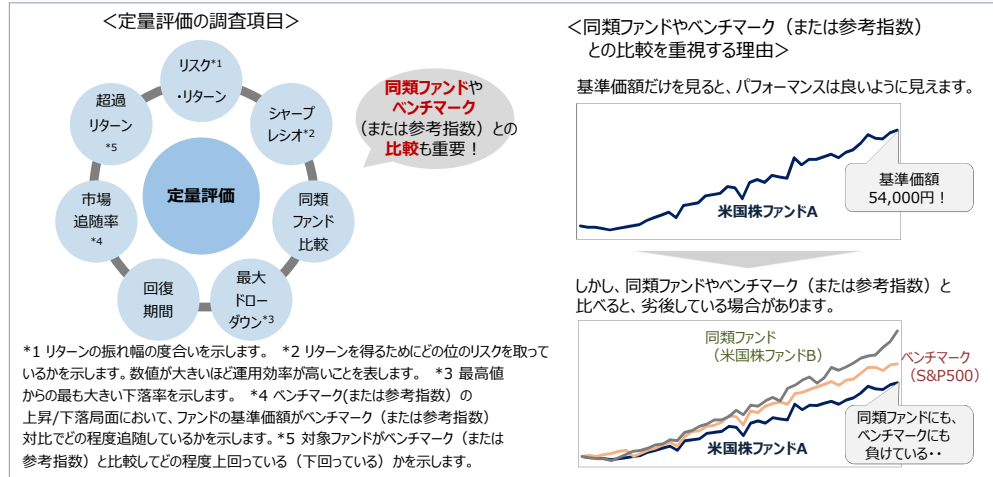 ＜定量評価の調査項目＞
リスク*1
・リターン
シャープ
レシオ*2
同類
ファンド
比較
最大
ドロー
ダウン*3
回復
期間
市場
追随率
*4
超過
リターン
*5
定量評価
同類ファンドや
ベンチマーク
（または参考指数）との
比較も重要！
*1 リターンの振れ幅の度合いを示します。 *2 リターンを得るためにどの位のリスクを取って
いるかを示します。数値が大きいほど運用効率が高いことを表します。 *3 最高値
からの最も大きい下落率を示します。 *4 ベンチマーク(または参考指数）の
上昇/下落局面において、ファンドの基準価額がベンチマーク（または参考指数）
対比でどの程度追随しているかを示します。*5 対象ファンドがベンチマーク（または
参考指数）と比較してどの程度上回っている（下回っている）かを示します。
＜同類ファンドやベンチマーク（または参考指数）
との比較を重視する理由＞
基準価額だけを見ると、パフォーマンスは良いように見えます。
米国株ファンドA
基準価額
54,000円！
しかし、同類ファンドやベンチマーク（または参考指数）と
比べると、劣後している場合があります。
同類ファンド
（米国株ファンドB）
ベンチマーク
（S&P500）
米国株ファンドA
同類ファンドにも、
ベンチマークにも
負けている・・